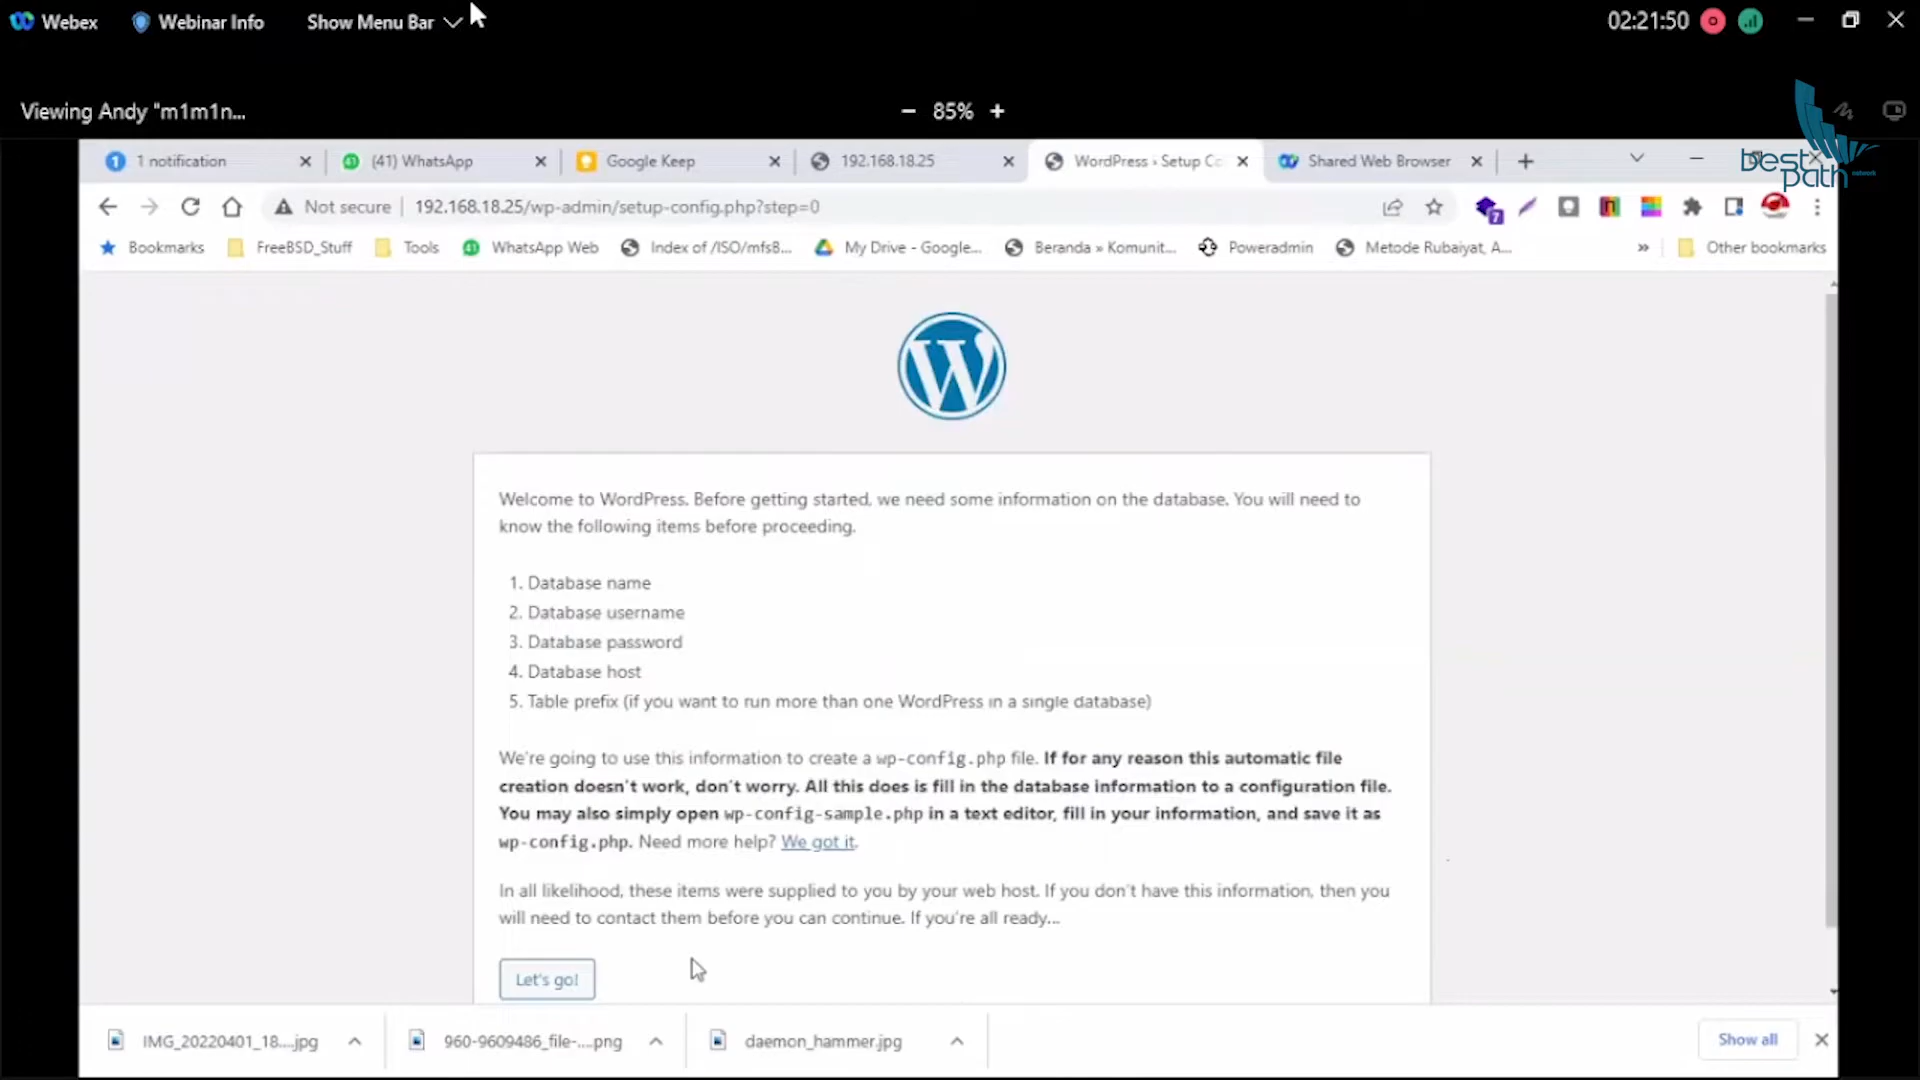 Webex Webinar Info Show Menu Bar 02:21:50
Viewing Andy "m1m1n... 85%
best path network
1 notification (41) WhatsApp Google Keep 192.168.18.25 WordPress › Setup Co Shared Web Browser
Not secure 192.168.18.25/wp-admin/setup-config.php?step=0 7
Bookmarks FreeBSD_Stuff Tools WhatsApp Web Index of /ISO/mfsB... My Drive - Google... Beranda » Komunit... Poweradmin Metode Rubaiyat, A... » Other bookmarks
Welcome to WordPress. Before getting started, we need some information on the database. You will need to
know the following items before proceeding.
1. Database name
2. Database username
3. Database password
4. Database host
5. Table prefix (if you want to run more than one WordPress in a single database)
We're going to use this information to create a wp-config.php file. If for any reason this automatic file
creation doesn't work, don't worry. All this does is fill in the database information to a configuration file.
You may also simply open wp-config-sample.php in a text editor, fill in your information, and save it as
wp-config.php. Need more help? We got it.
In all likelihood, these items were supplied to you by your web host. If you don't have this information, then you
will need to contact them before you can continue. If you're all ready...
Let's go!
IMG_20220401_18....jpg 960-9609486_file-....png daemon_hammer.jpg Show all